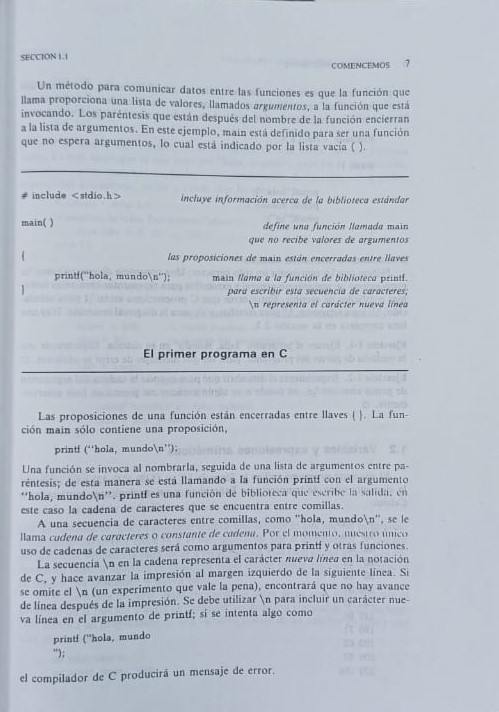 SECCION 1.1
COMENCEMOS 7
Un método para comunicar datos entre las funciones es que la función que
llama proporciona una lista de valores, llamados argumentos, a la función que está
invocando. Los paréntesis que están después del nombre de la función encierran
a la lista de argumentos. En este ejemplo, main está definido para ser una función
que no espera argumentos, lo cual está indicado por la lista vacía ( ).
# include <stdio.h> incluye información acerca de la biblioteca estándar
main( ) define una función llamada main
que no recibe valores de argumentos
{ las proposiciones de main están encerradas entre llaves
printf("hola, mundo\n"); main llama a la función de biblioteca printf.
} para escribir esta secuencia de caracteres;
\n representa el carácter nueva línea
El primer programa en C
Las proposiciones de una función están encerradas entre llaves { }. La fun-
ción main sólo contiene una proposición,
printf ("hola, mundo\n");
Una función se invoca al nombrarla, seguida de una lista de argumentos entre pa-
réntesis; de esta manera se está llamando a la función printf con el argumento
"hola, mundo\n". printf es una función de biblioteca que escribe la salida, en
este caso la cadena de caracteres que se encuentra entre comillas.
A una secuencia de caracteres entre comillas, como "hola, mundo\n", se le
llama cadena de caracteres o constante de cadena. Por el momento, nuestro único
uso de cadenas de caracteres será como argumentos para printf y otras funciones.
La secuencia \n en la cadena representa el carácter nueva línea en la notación
de C, y hace avanzar la impresión al margen izquierdo de la siguiente línea. Si
se omite el \n (un experimento que vale la pena), encontrará que no hay avance
de línea después de la impresión. Se debe utilizar \n para incluir un carácter nue-
va línea en el argumento de printf; si se intenta algo como
printf ("hola, mundo
");
el compilador de C producirá un mensaje de error.